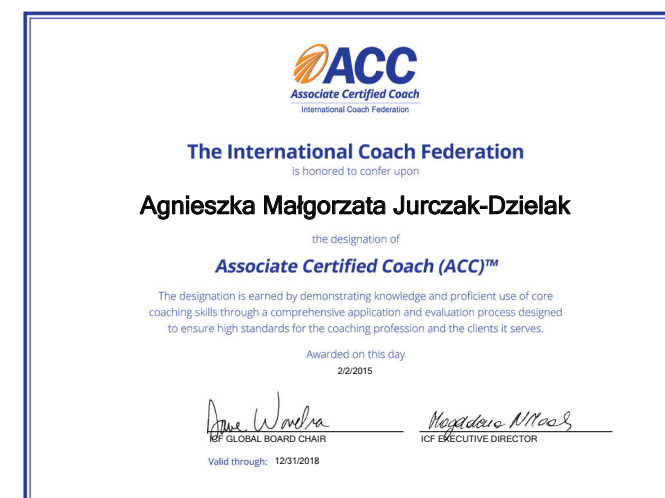 ACC
Associate Certified Coach
International Coach Federation
The International Coach Federation
is honored to confer upon
Agnieszka Małgorzata Jurczak-Dzielak
the designation of
Associate Certified Coach (ACC)™
The designation is earned by demonstrating knowledge and proficient use of core
coaching skills through a comprehensive application and evaluation process designed
to ensure high standards for the coaching profession and the clients it serves.
Awarded on this day
2/2/2015
ICF GLOBAL BOARD CHAIR ICF EXECUTIVE DIRECTOR
Valid through: 12/31/2018